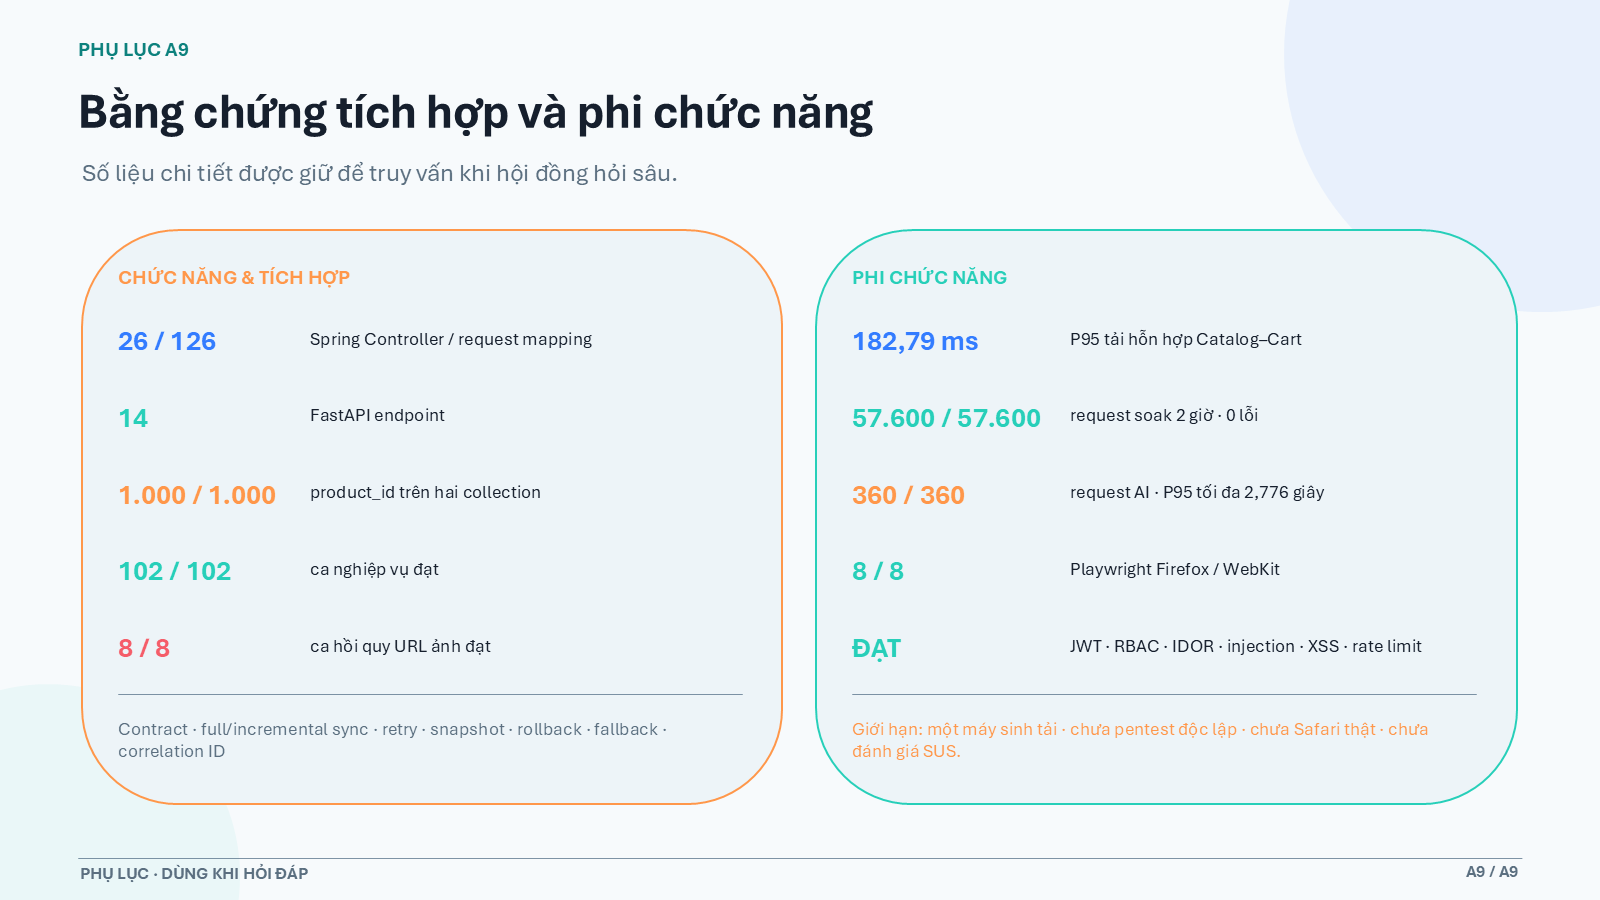 PHỤ LỤC A9
Bằng chứng tích hợp và phi chức năng
Số liệu chi tiết được giữ để truy vấn khi hội đồng hỏi sâu.
CHỨC NĂNG & TÍCH HỢP
26 / 126 Spring Controller / request mapping
14 FastAPI endpoint
1.000 / 1.000 product_id trên hai collection
102 / 102 ca nghiệp vụ đạt
8 / 8 ca hồi quy URL ảnh đạt
Contract · full/incremental sync · retry · snapshot · rollback · fallback ·
correlation ID
PHI CHỨC NĂNG
182,79 ms P95 tải hỗn hợp Catalog–Cart
57.600 / 57.600 request soak 2 giờ · 0 lỗi
360 / 360 request AI · P95 tối đa 2,776 giây
8 / 8 Playwright Firefox / WebKit
ĐẠT JWT · RBAC · IDOR · injection · XSS · rate limit
Giới hạn: một máy sinh tải · chưa pentest độc lập · chưa Safari thật · chưa
đánh giá SUS.
PHỤ LỤC · DÙNG KHI HỎI ĐÁP
A9 / A9